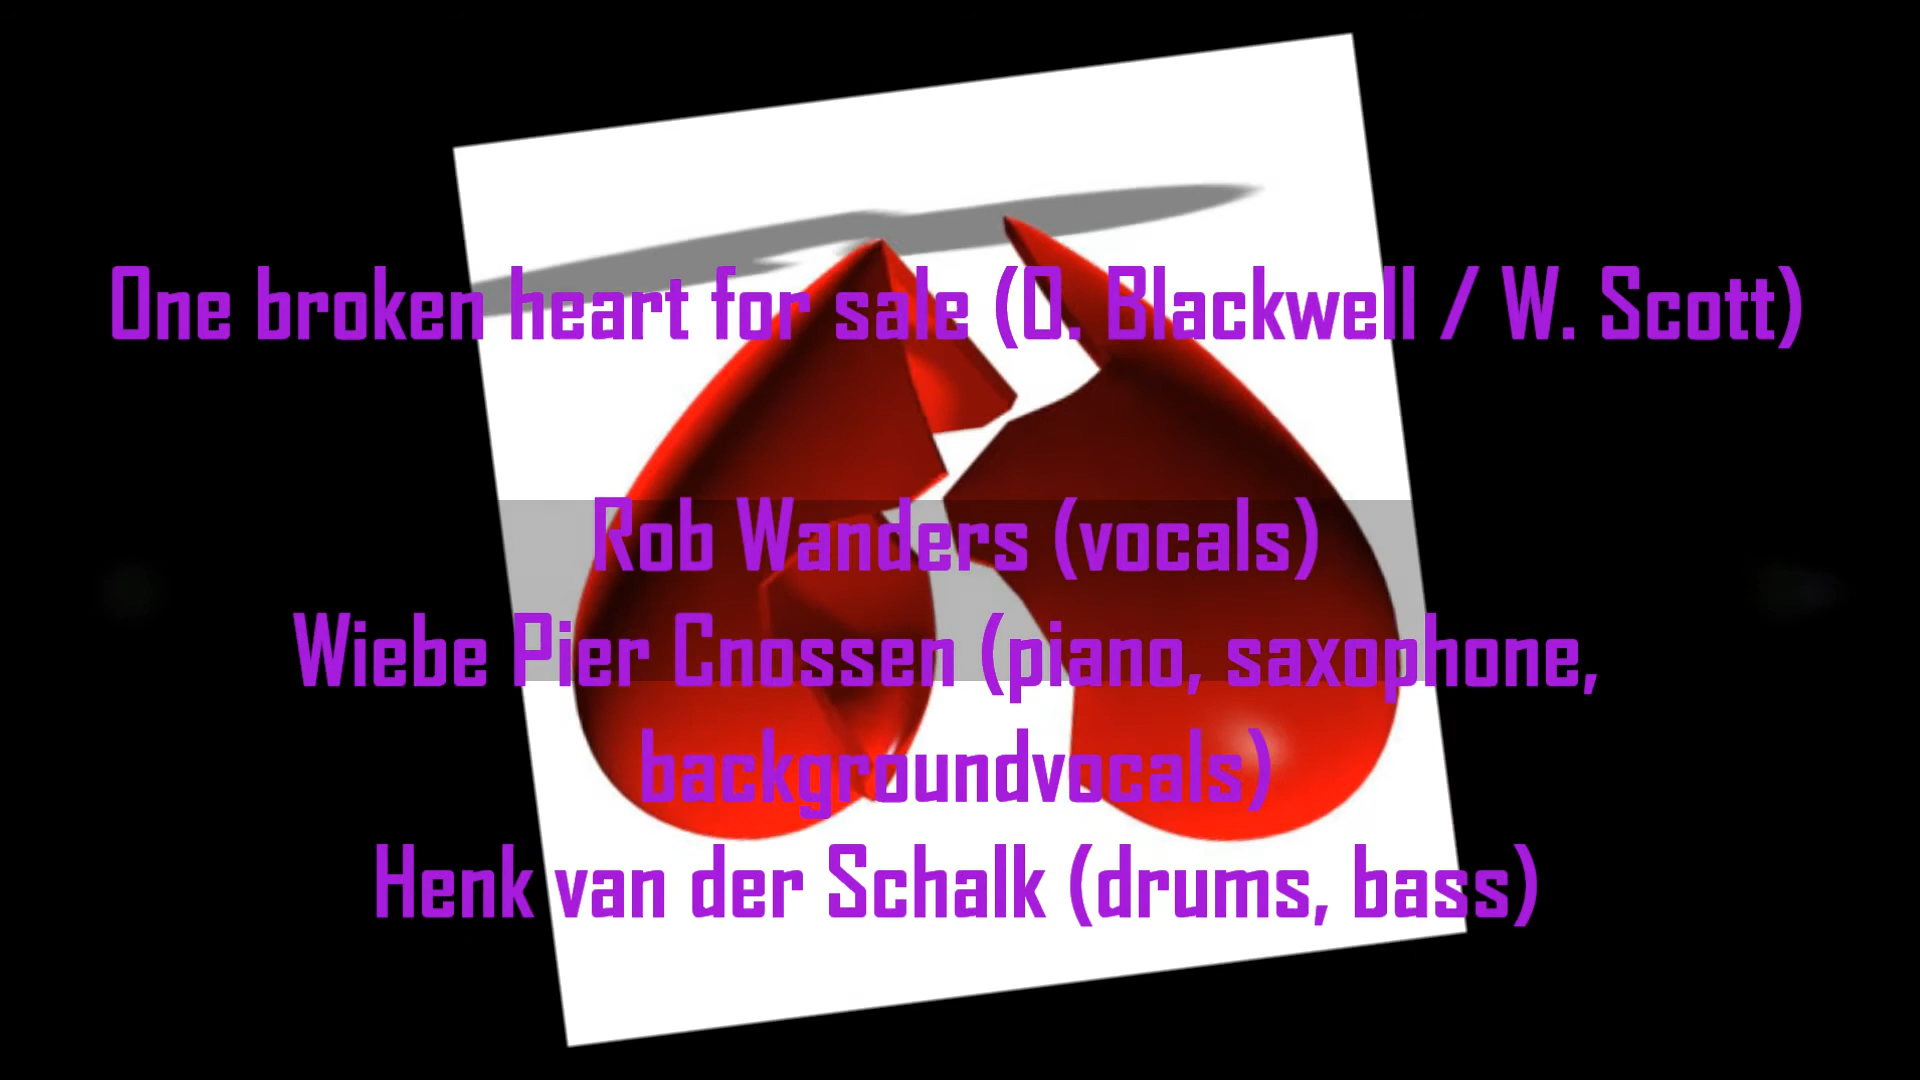 One broken heart for sale (O. Blackwell / W. Scott)
Rob Wanders (vocals)
Wiebe Pier Cnossen (piano, saxophone,
backgroundvocals)
Henk van der Schalk (drums, bass)